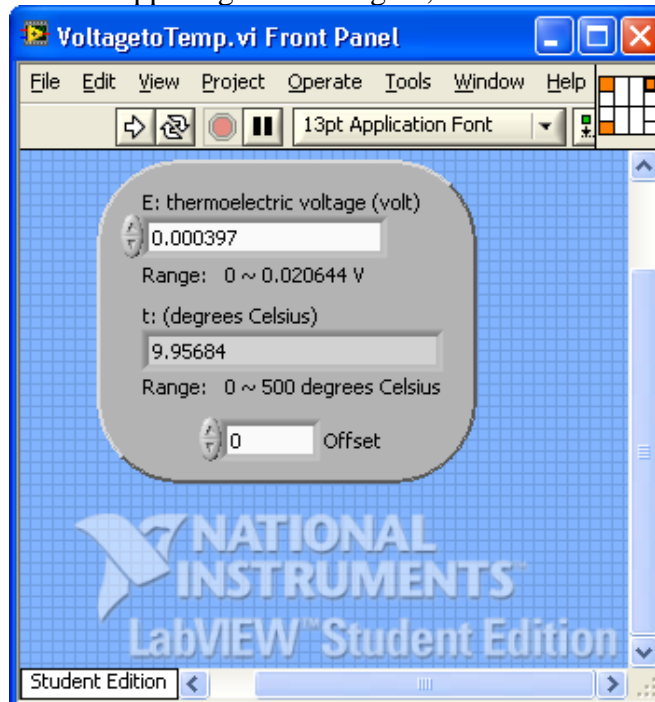 VoltagetoTemp.vi Front Panel
File Edit View Project Operate Tools Window Help
13pt Application Font
E: thermoelectric voltage (volt)
0.000397
Range: 0 ~ 0.020644 V
t: (degrees Celsius)
9.95684
Range: 0 ~ 500 degrees Celsius
0 Offset
NATIONAL
INSTRUMENTS
LabVIEW™ Student Edition
Student Edition